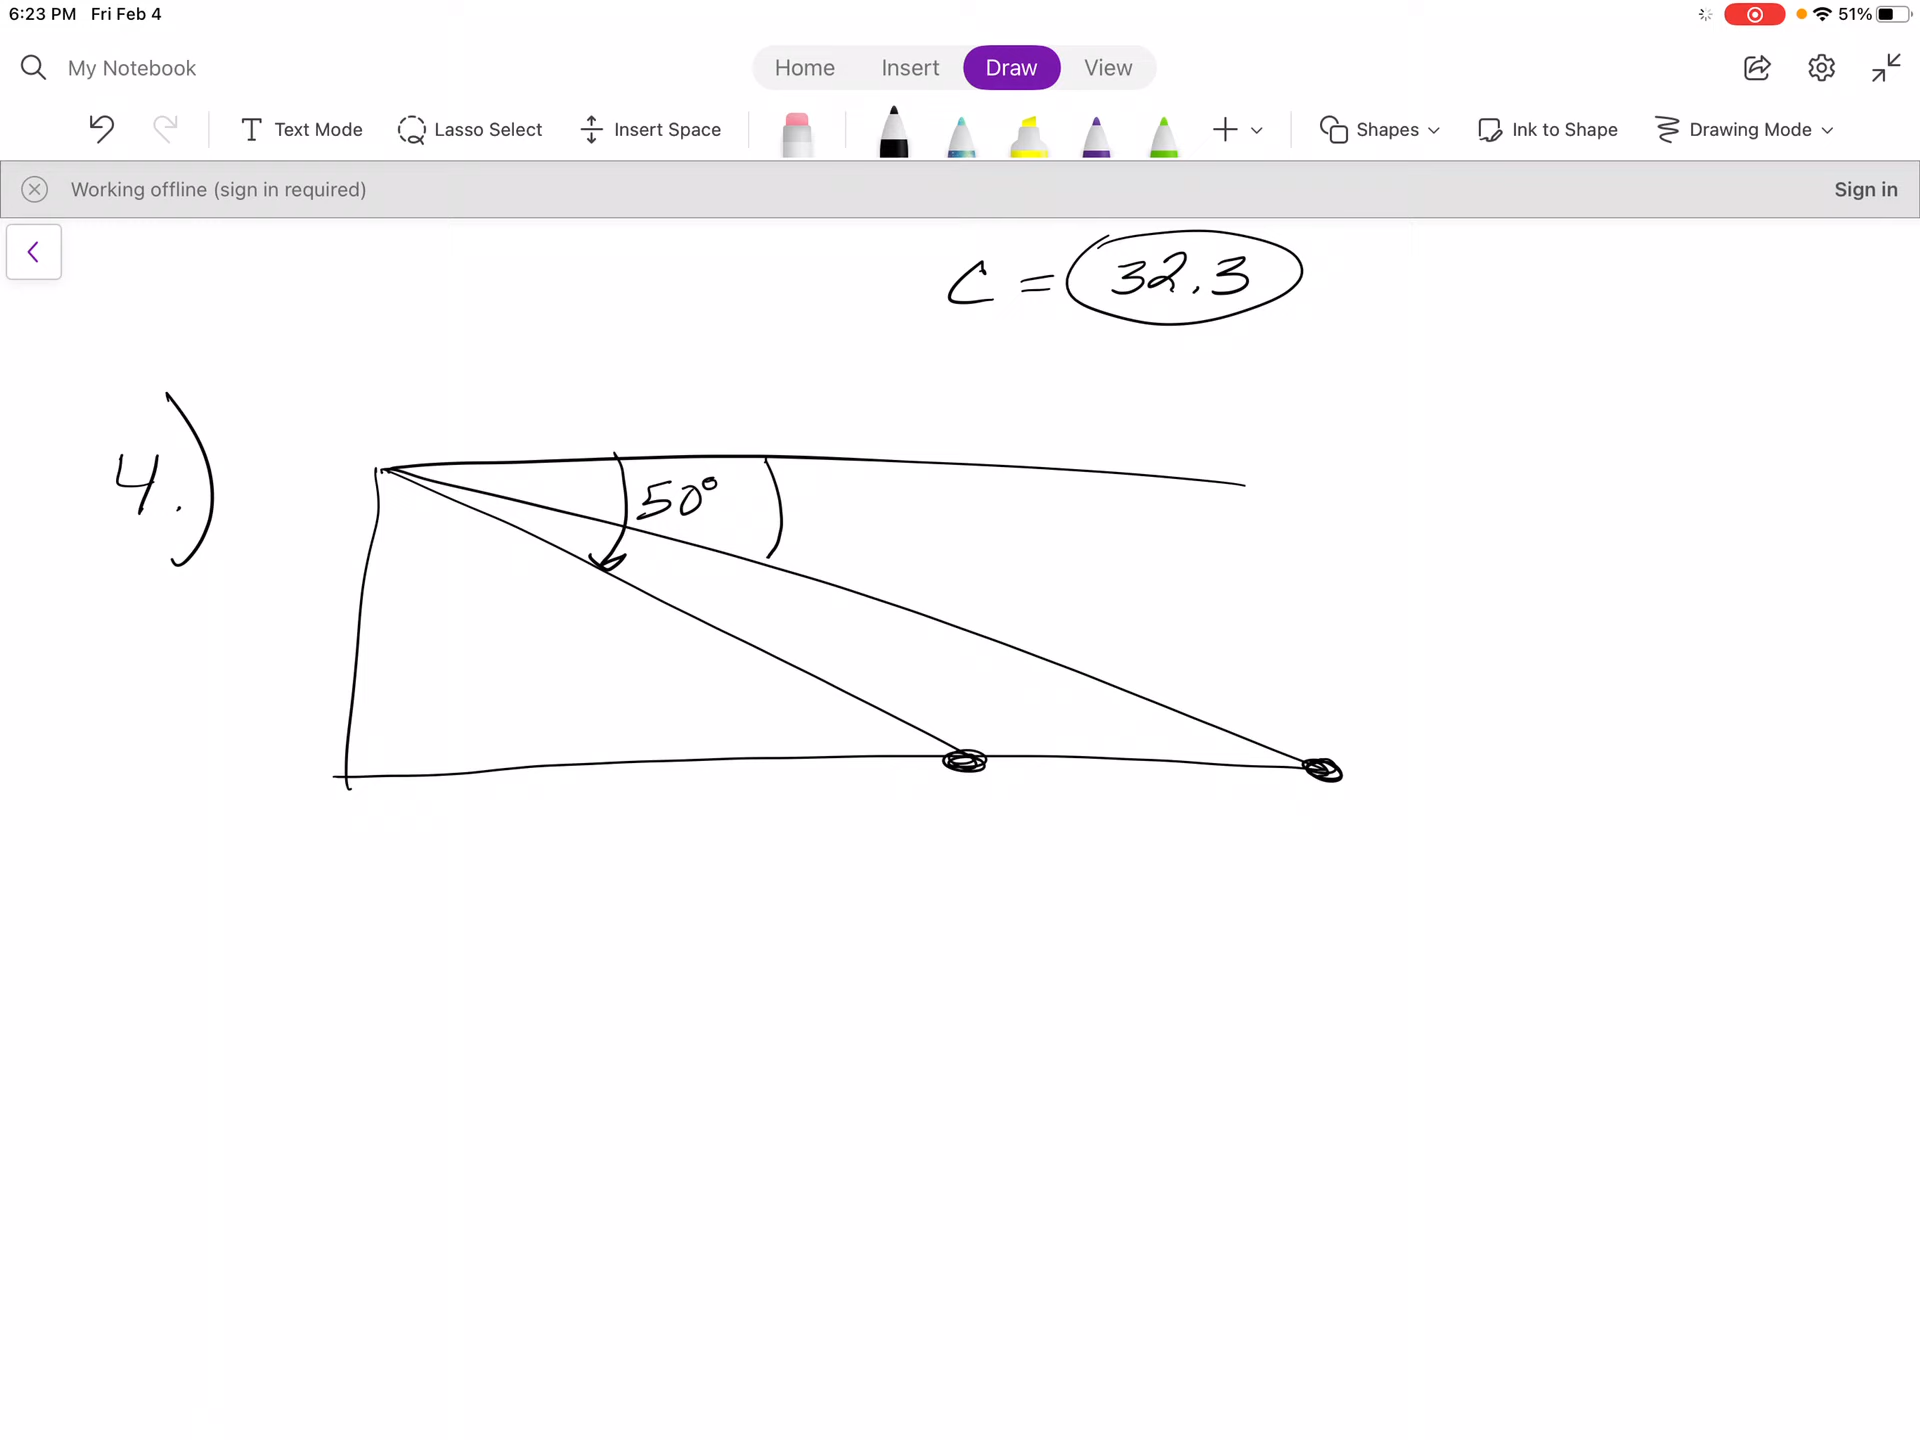 6:23 PM Fri Feb 4 51%
My Notebook Home Insert Draw View
Text Mode Lasso Select Insert Space Shapes Ink to Shape Drawing Mode
Working offline (sign in required) Sign in
C = 32.3
4.)
50°